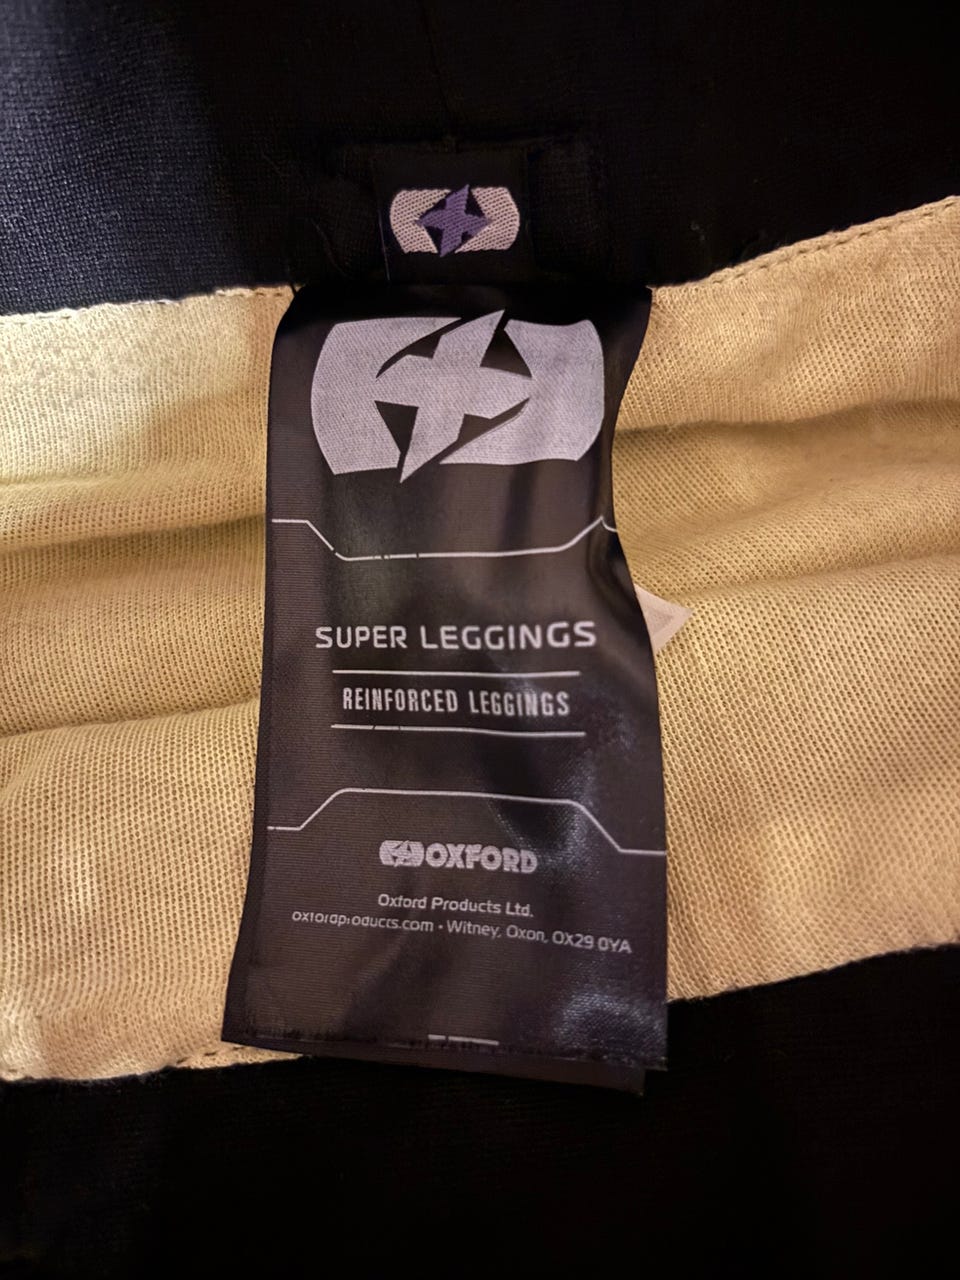 SUPER LEGGINGS
REINFORCED LEGGINGS
OXFORD
Oxford Products Ltd.
oxfordproducts.com • Witney, Oxon, OX29 0YA